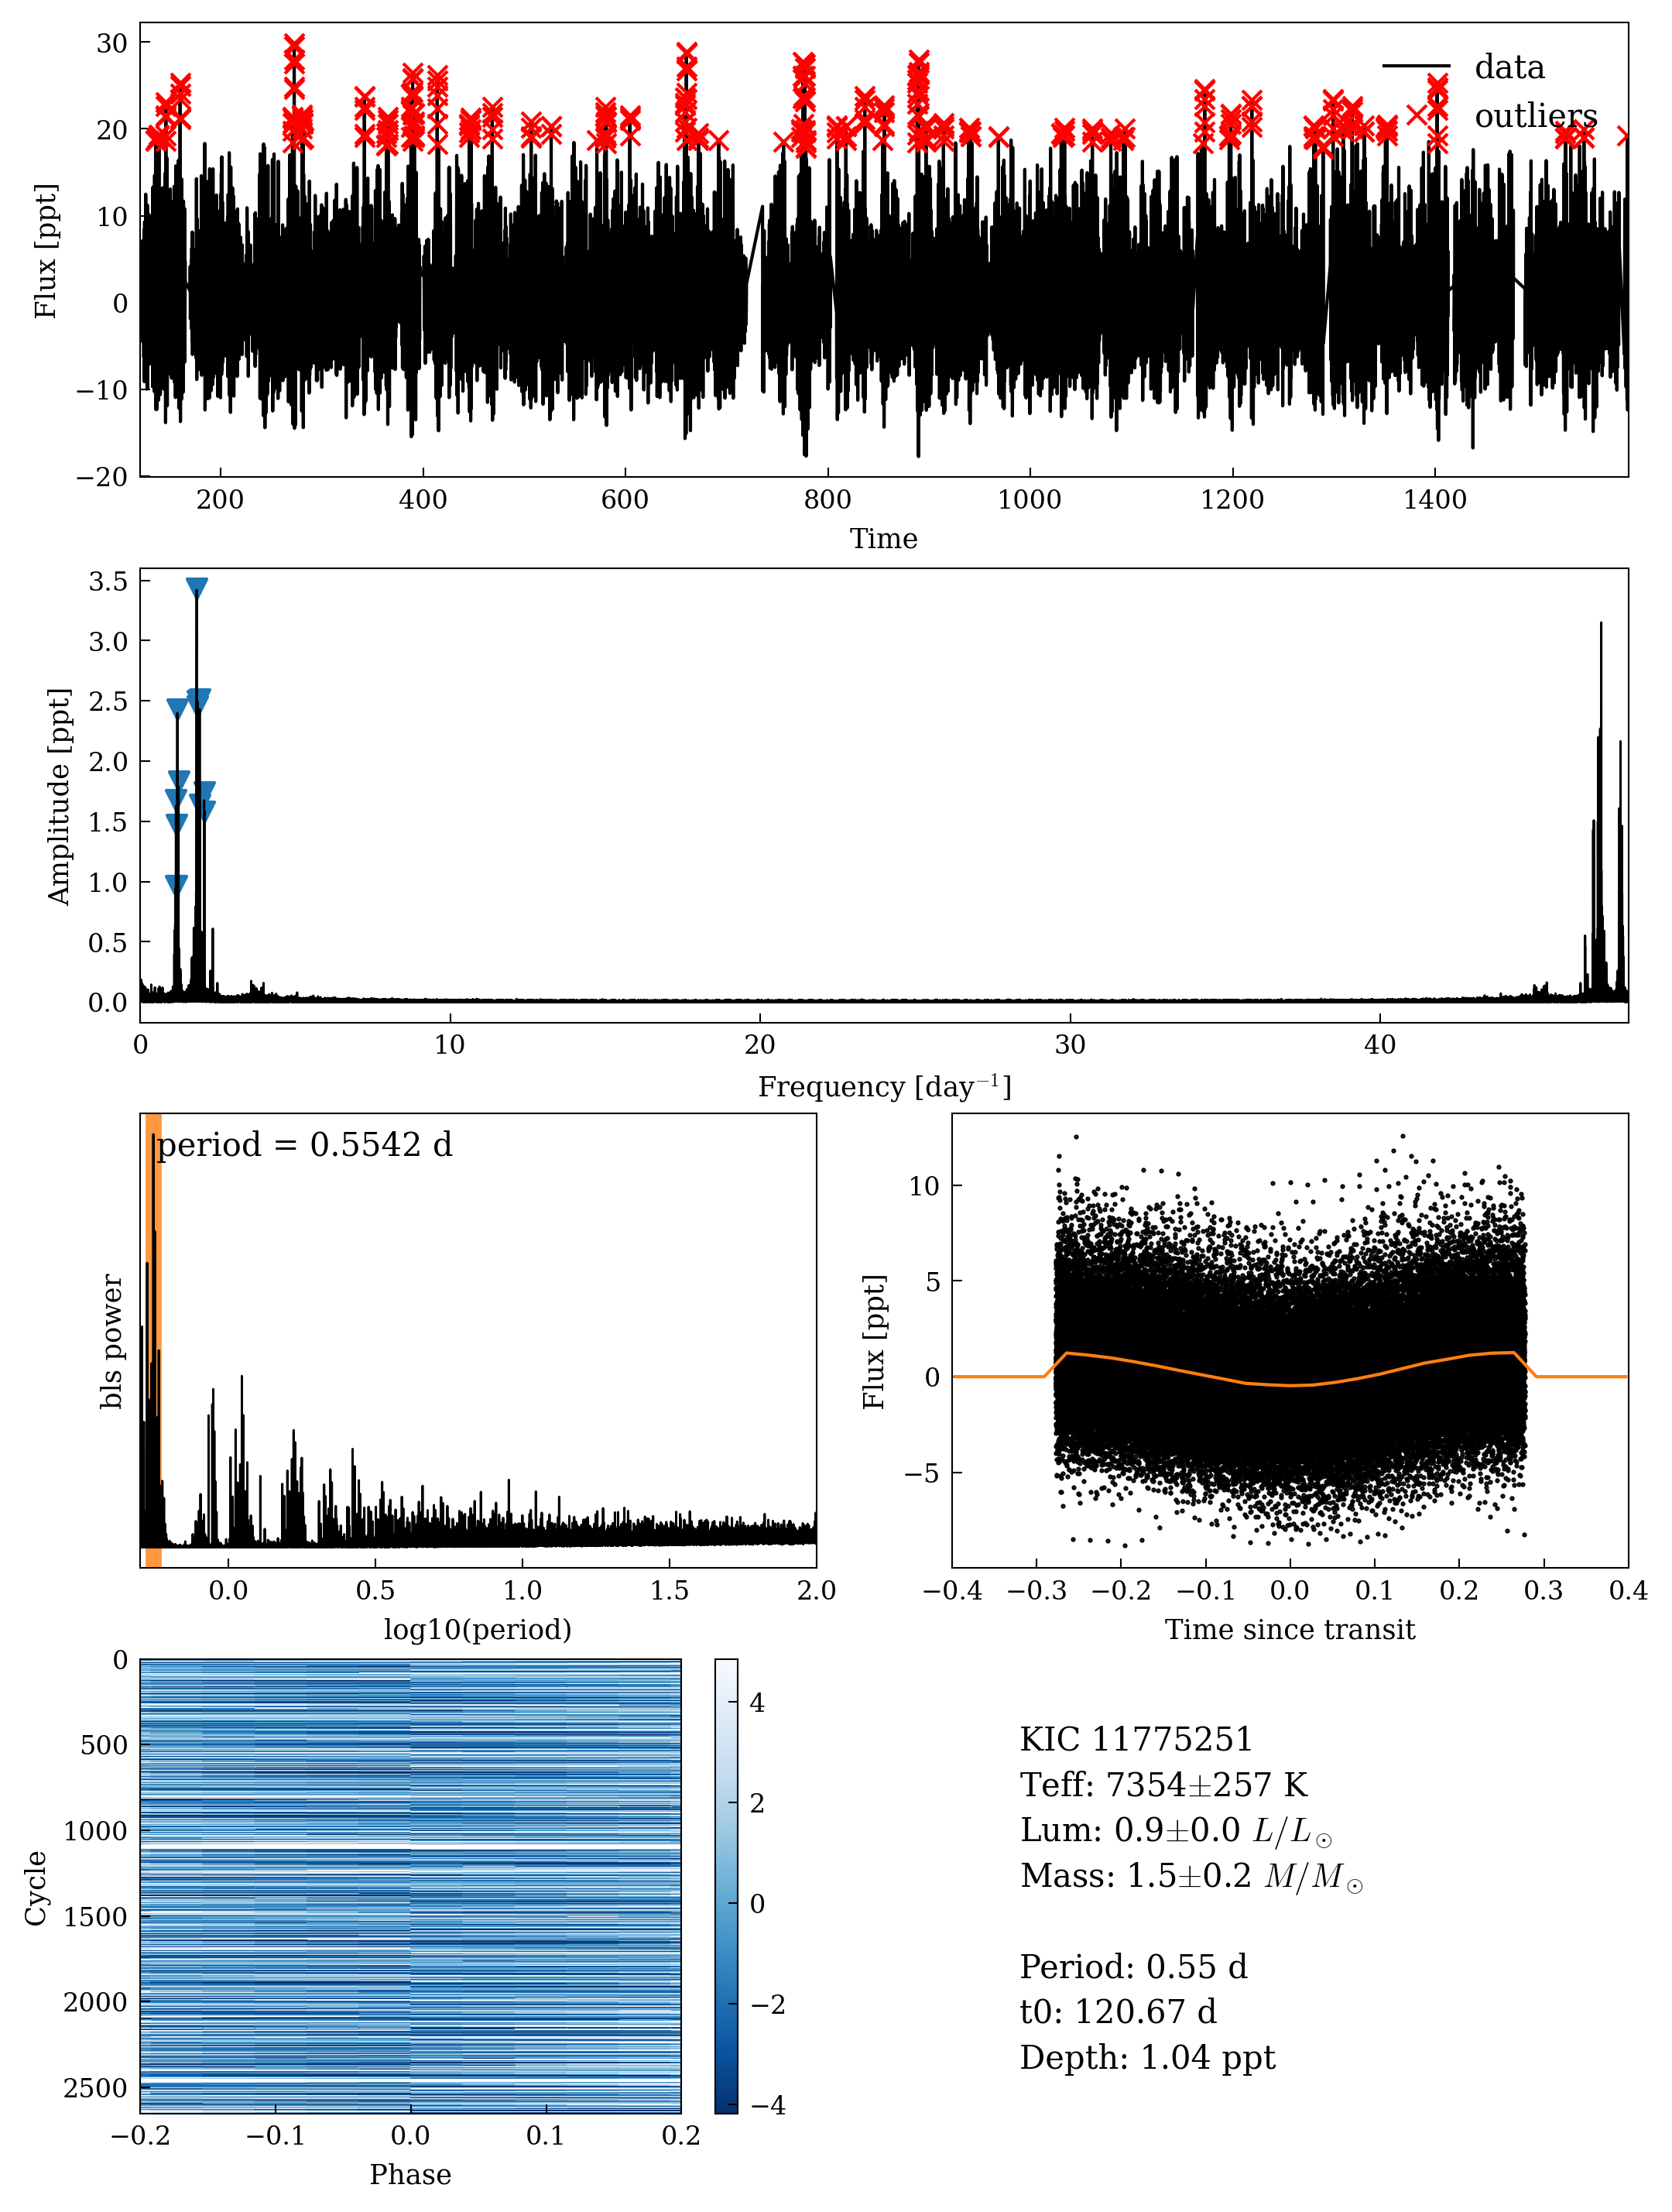 30
20
10
0
−10
−20
Flux [ppt]
data
outliers
200 400 600 800 1000 1200 1400
Time
3.5
3.0
2.5
2.0
1.5
1.0
0.5
0.0
Amplitude [ppt]
0 10 20 30 40
Frequency [day⁻¹]
period = 0.5542 d
bls power
0.0 0.5 1.0 1.5 2.0
log10(period)
10
5
0
−5
Flux [ppt]
−0.4 −0.3 −0.2 −0.1 0.0 0.1 0.2 0.3 0.4
Time since transit
0
500
1000
1500
2000
2500
Cycle
−0.2 −0.1 0.0 0.1 0.2
Phase
4
2
0
−2
−4
KIC 11775251
Teff: 7354±257 K
Lum: 0.9±0.0 L/L☉
Mass: 1.5±0.2 M/M☉
Period: 0.55 d
t0: 120.67 d
Depth: 1.04 ppt